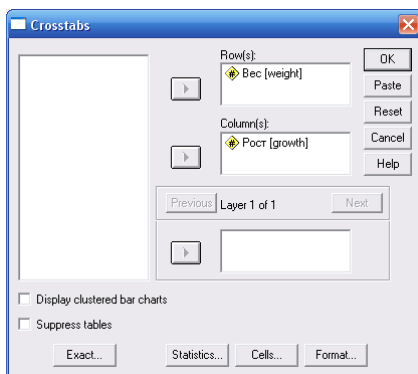 Crosstabs
Row(s):
Вес [weight]
Column(s):
Рост [growth]
OK
Paste
Reset
Cancel
Help
Previous Layer 1 of 1 Next
Display clustered bar charts
Suppress tables
Exact... Statistics... Cells... Format...